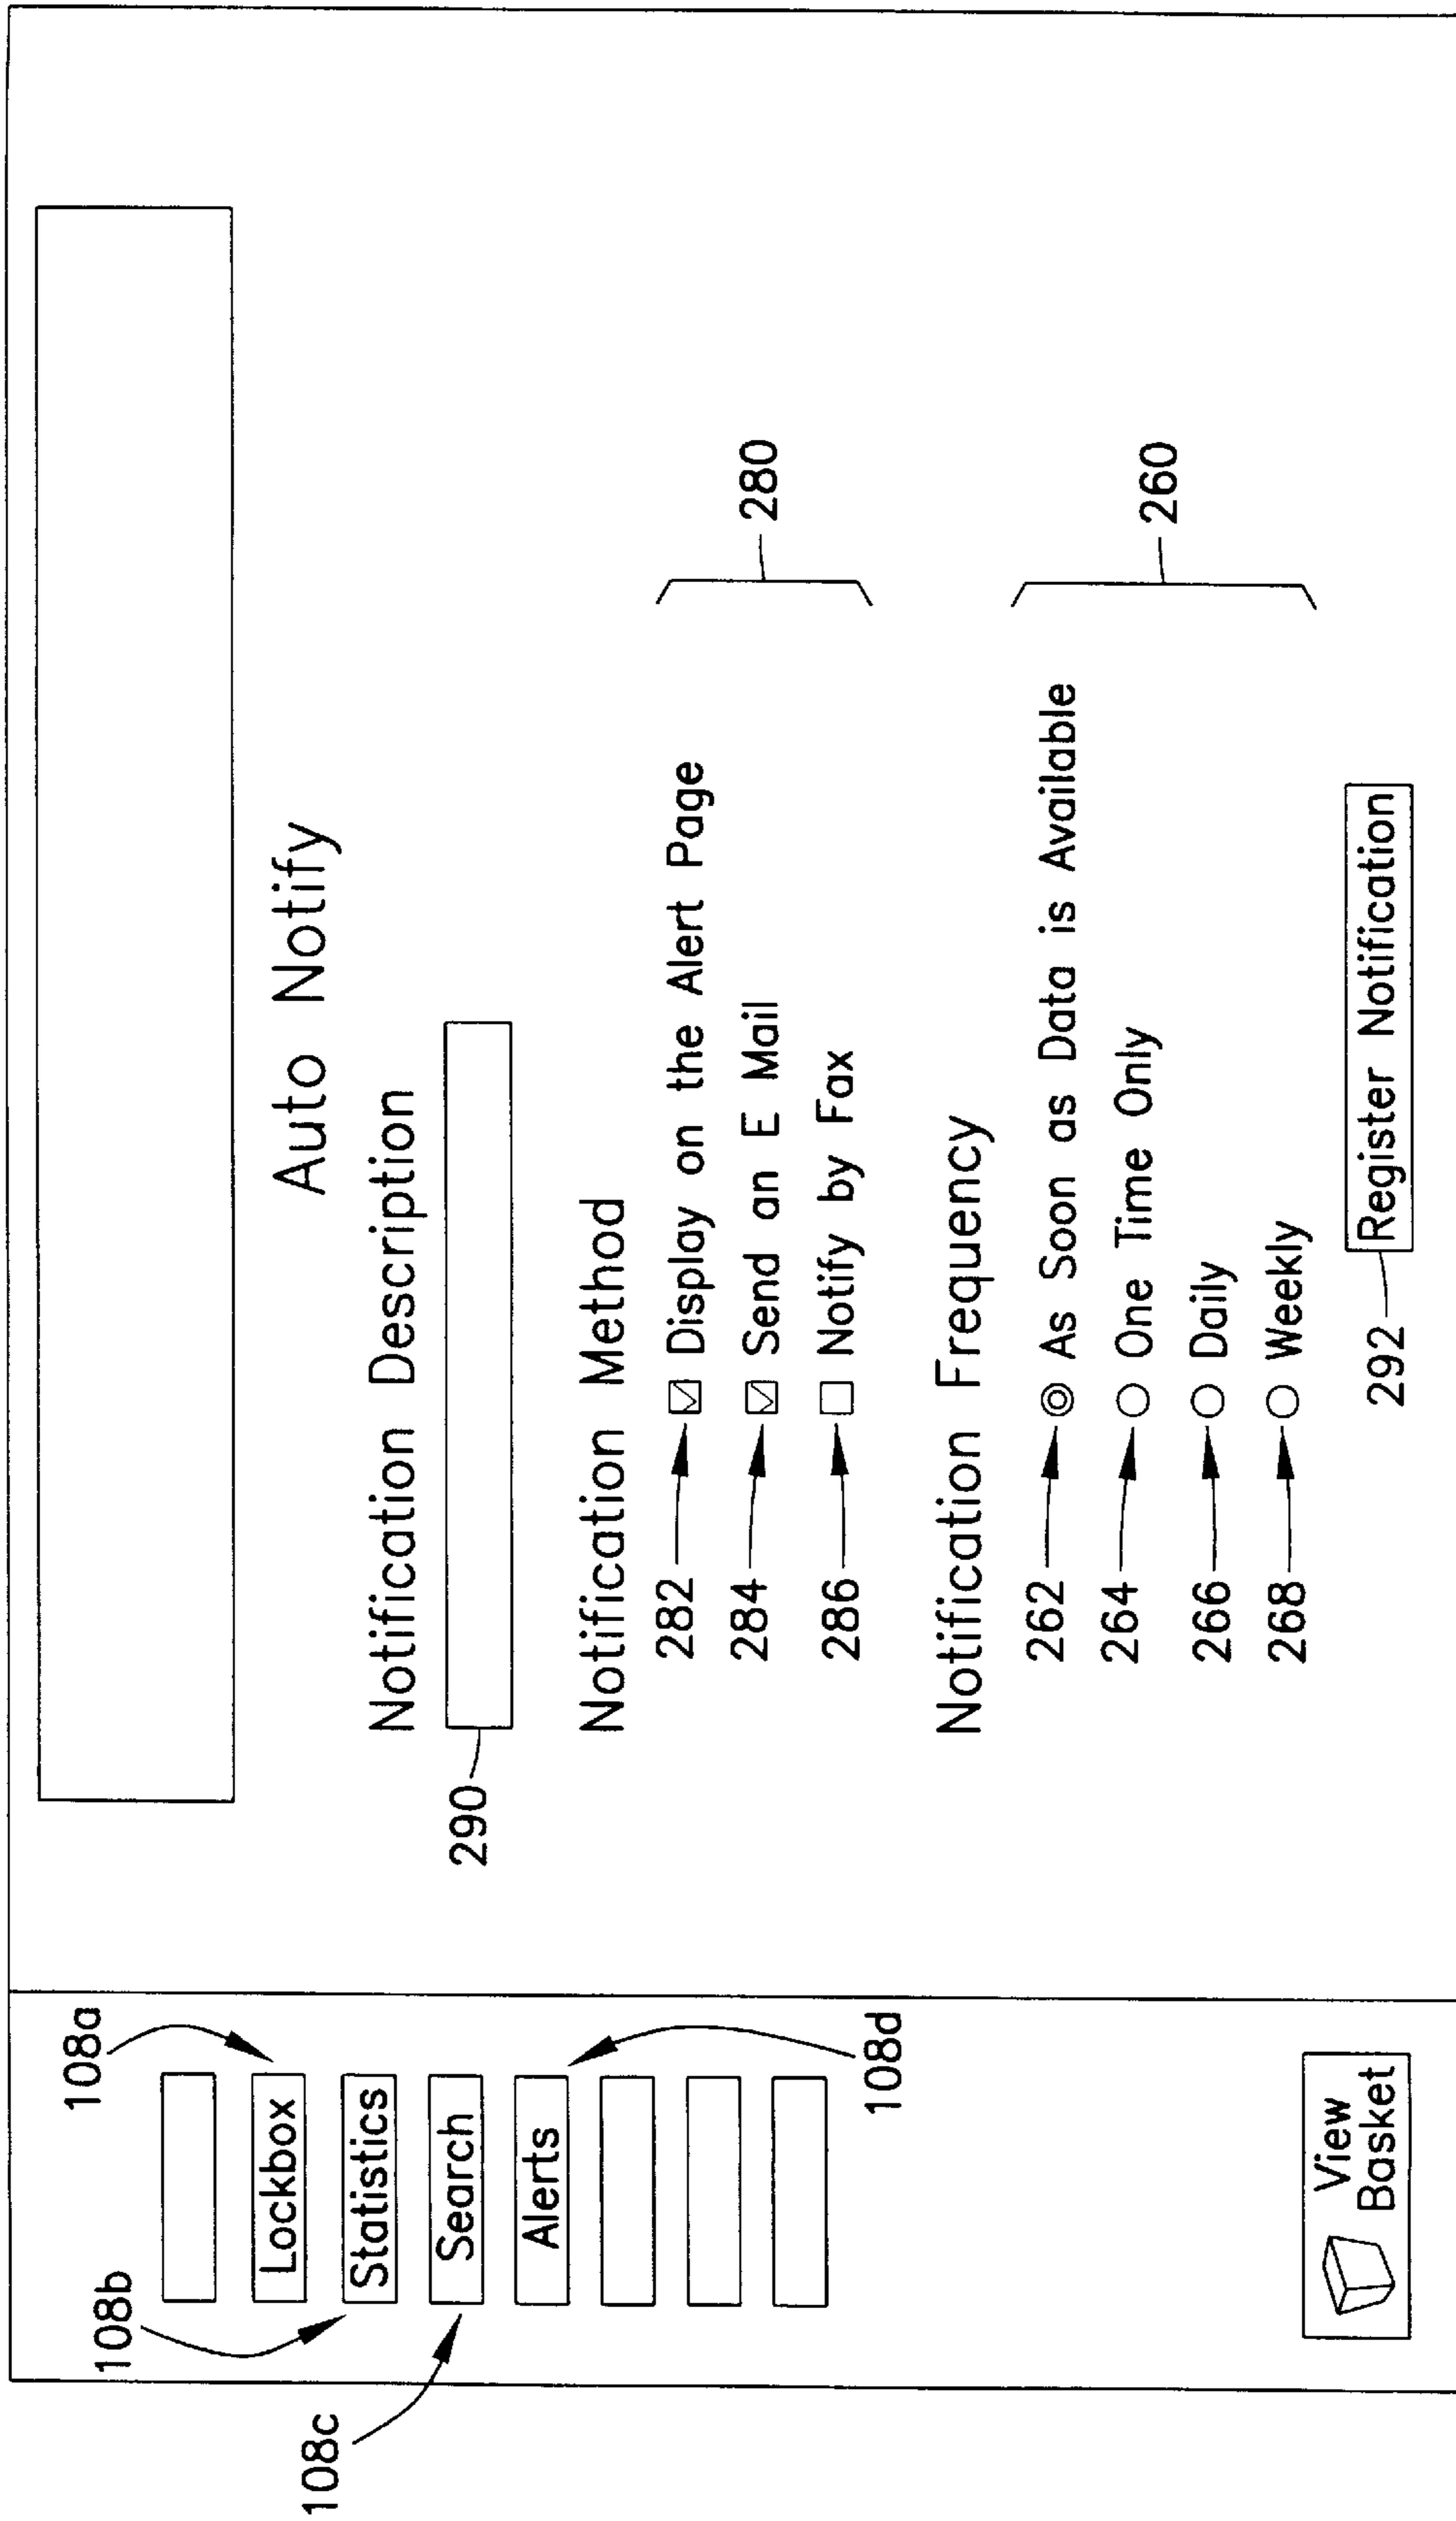 108a
108b
Lockbox
Statistics
108c
Search
Alerts
108d
View
Basket
Auto Notify
Notification Description
290
Notification Method
282 Display on the Alert Page
284 Send an E Mail
286 Notify by Fax
280
Notification Frequency
262 As Soon as Data is Available
264 One Time Only
266 Daily
268 Weekly
260
292 Register Notification